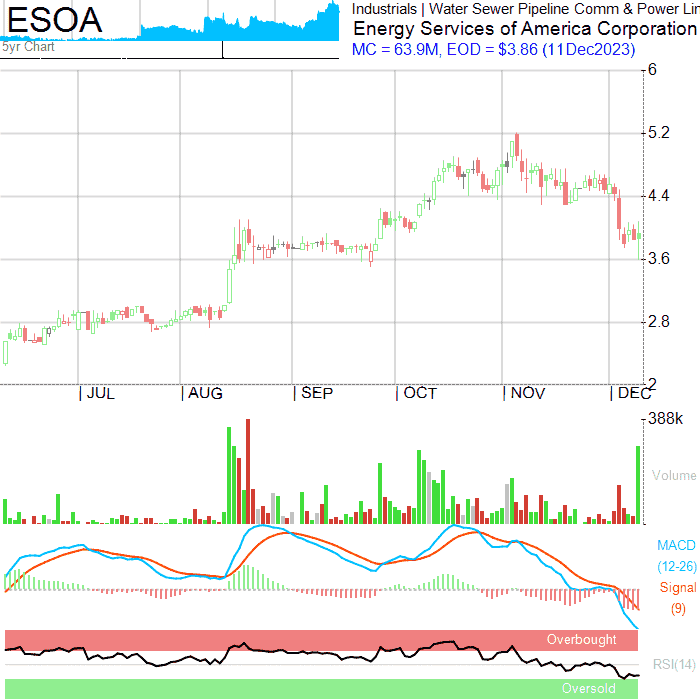 ESOA
5yr Chart
Industrials | Water Sewer Pipeline Comm & Power Lin
Energy Services of America Corporation
MC = 63.9M, EOD = $3.86 (11Dec2023)
6
5.2
4.4
3.6
2.8
2
| JUL | AUG | SEP | OCT | NOV | DEC
388k
Volume
MACD
(12-26)
Signal
(9)
Overbought
RSI(14)
Oversold